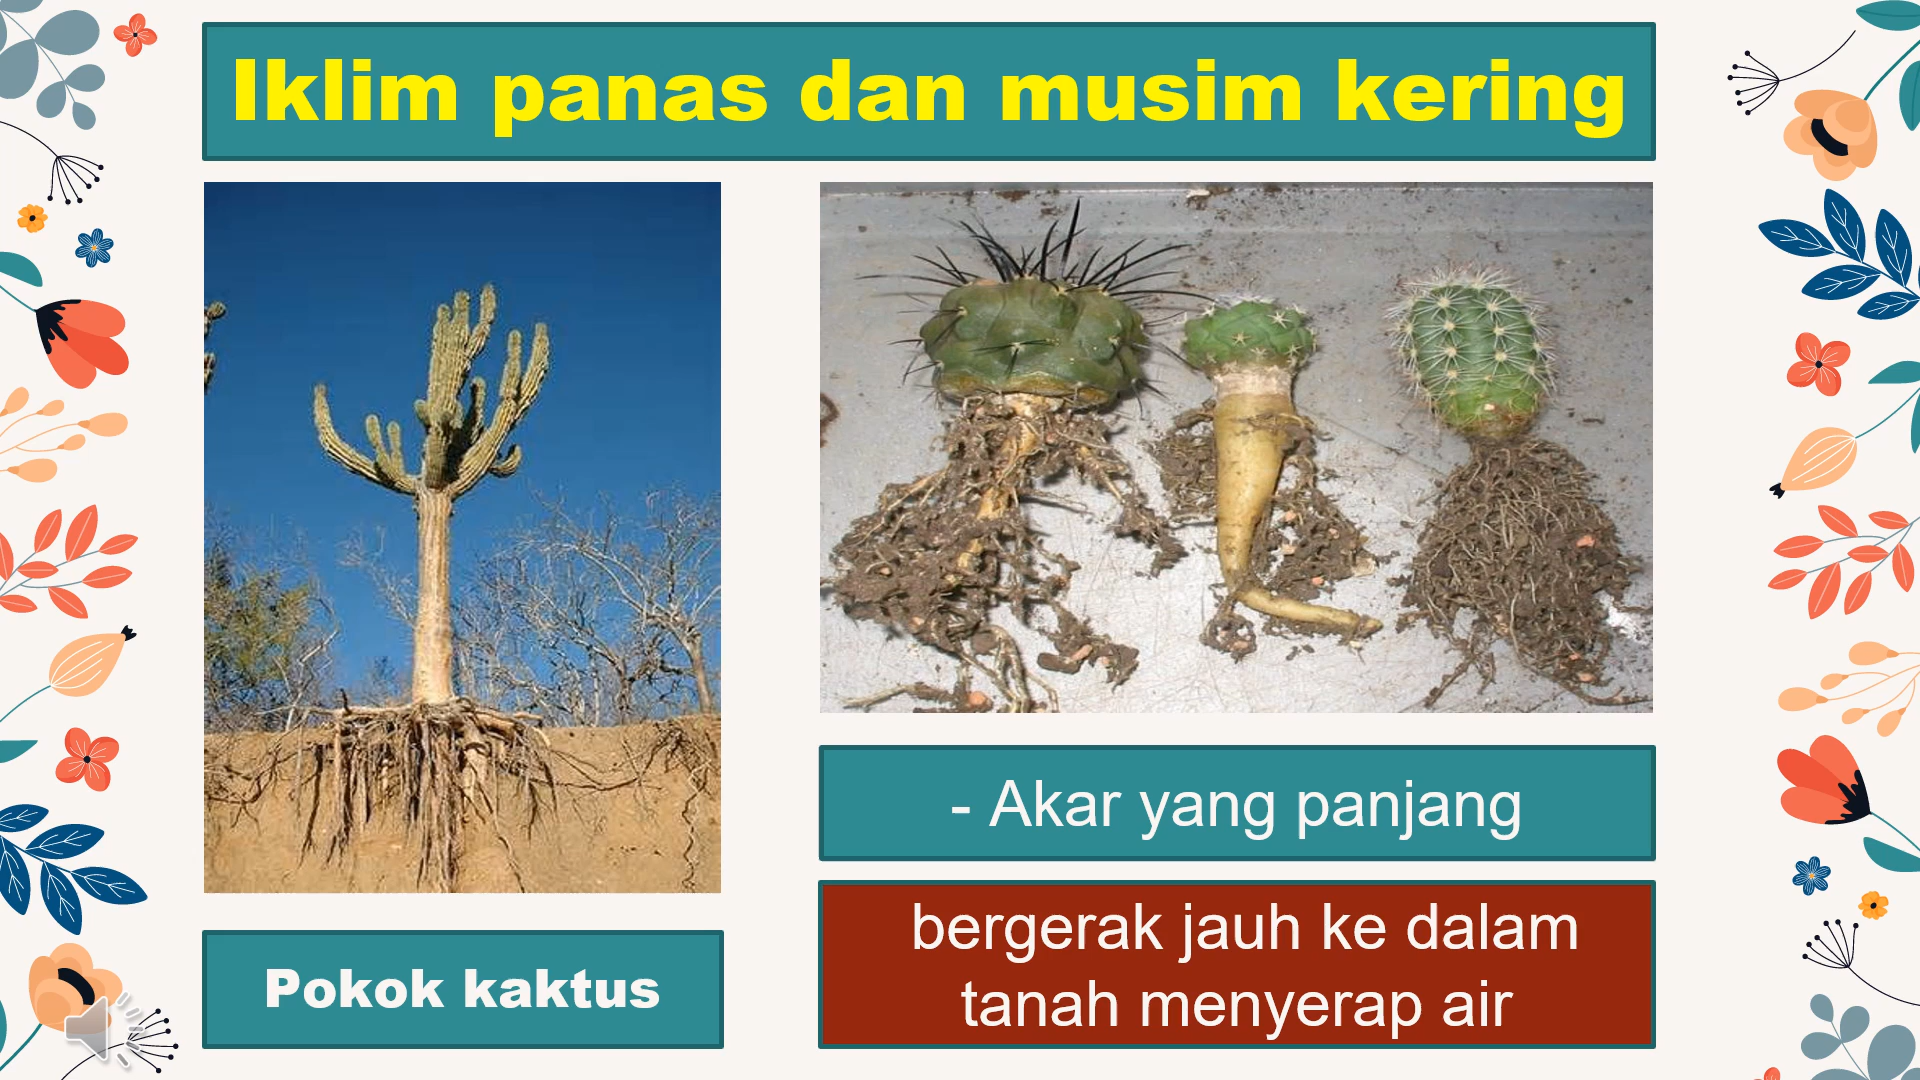 Iklim panas dan musim kering
Pokok kaktus
- Akar yang panjang
bergerak jauh ke dalam
tanah menyerap air